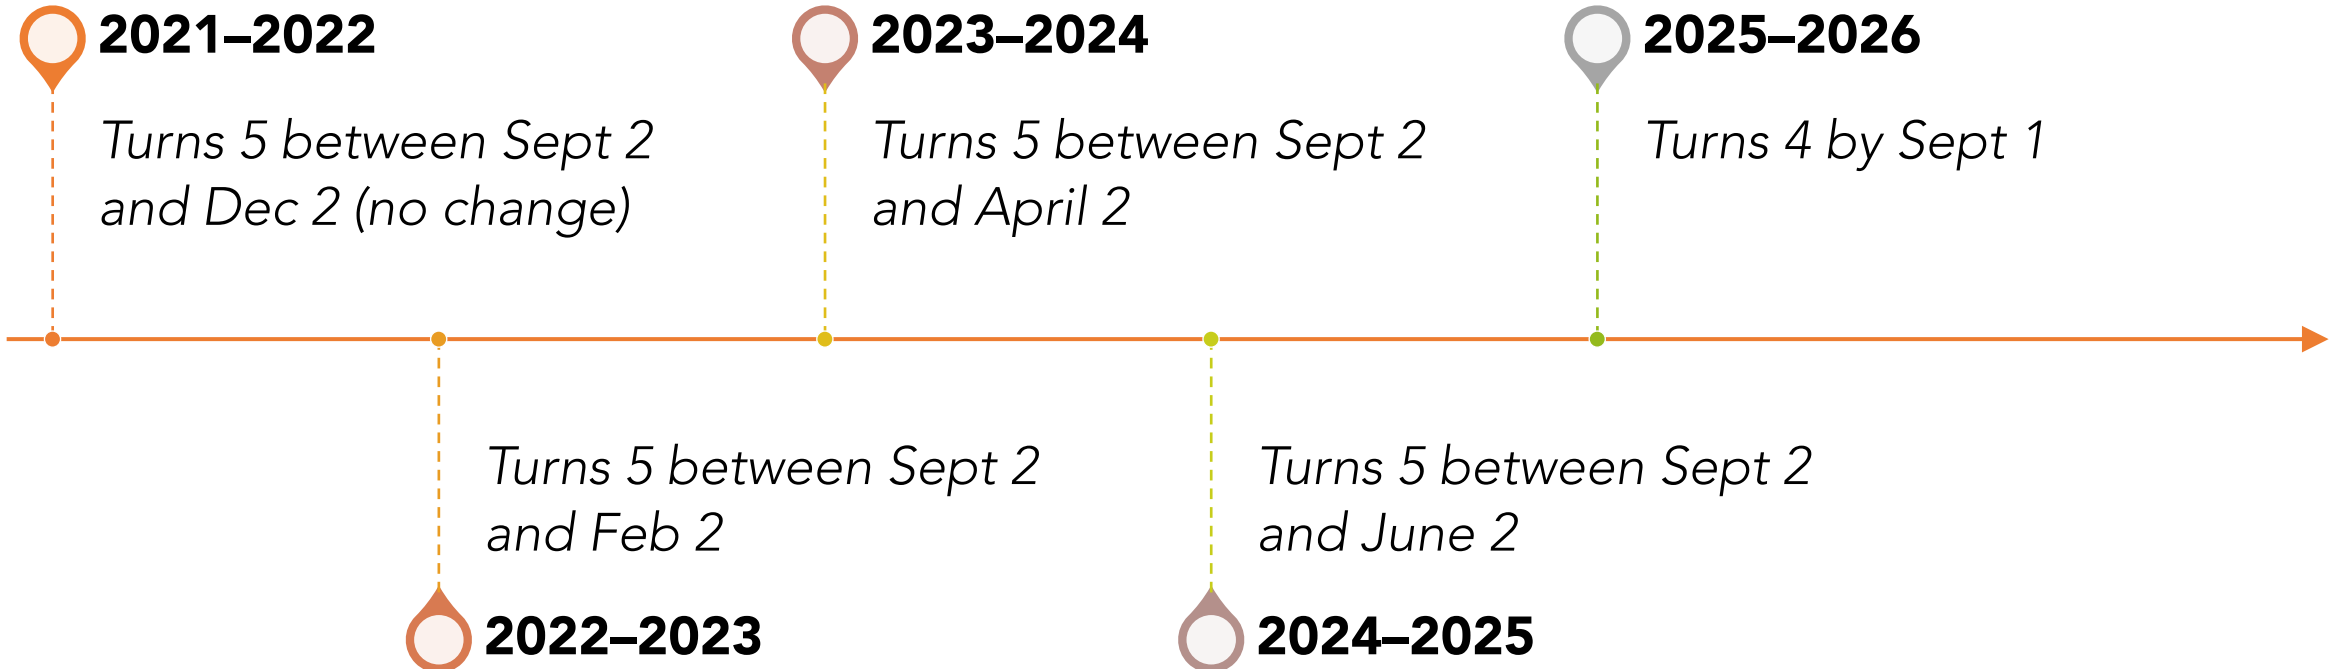 2021–2022
Turns 5 between Sept 2
and Dec 2 (no change)
2023–2024
Turns 5 between Sept 2
and April 2
2025–2026
Turns 4 by Sept 1
Turns 5 between Sept 2
and Feb 2
2022–2023
Turns 5 between Sept 2
and June 2
2024–2025